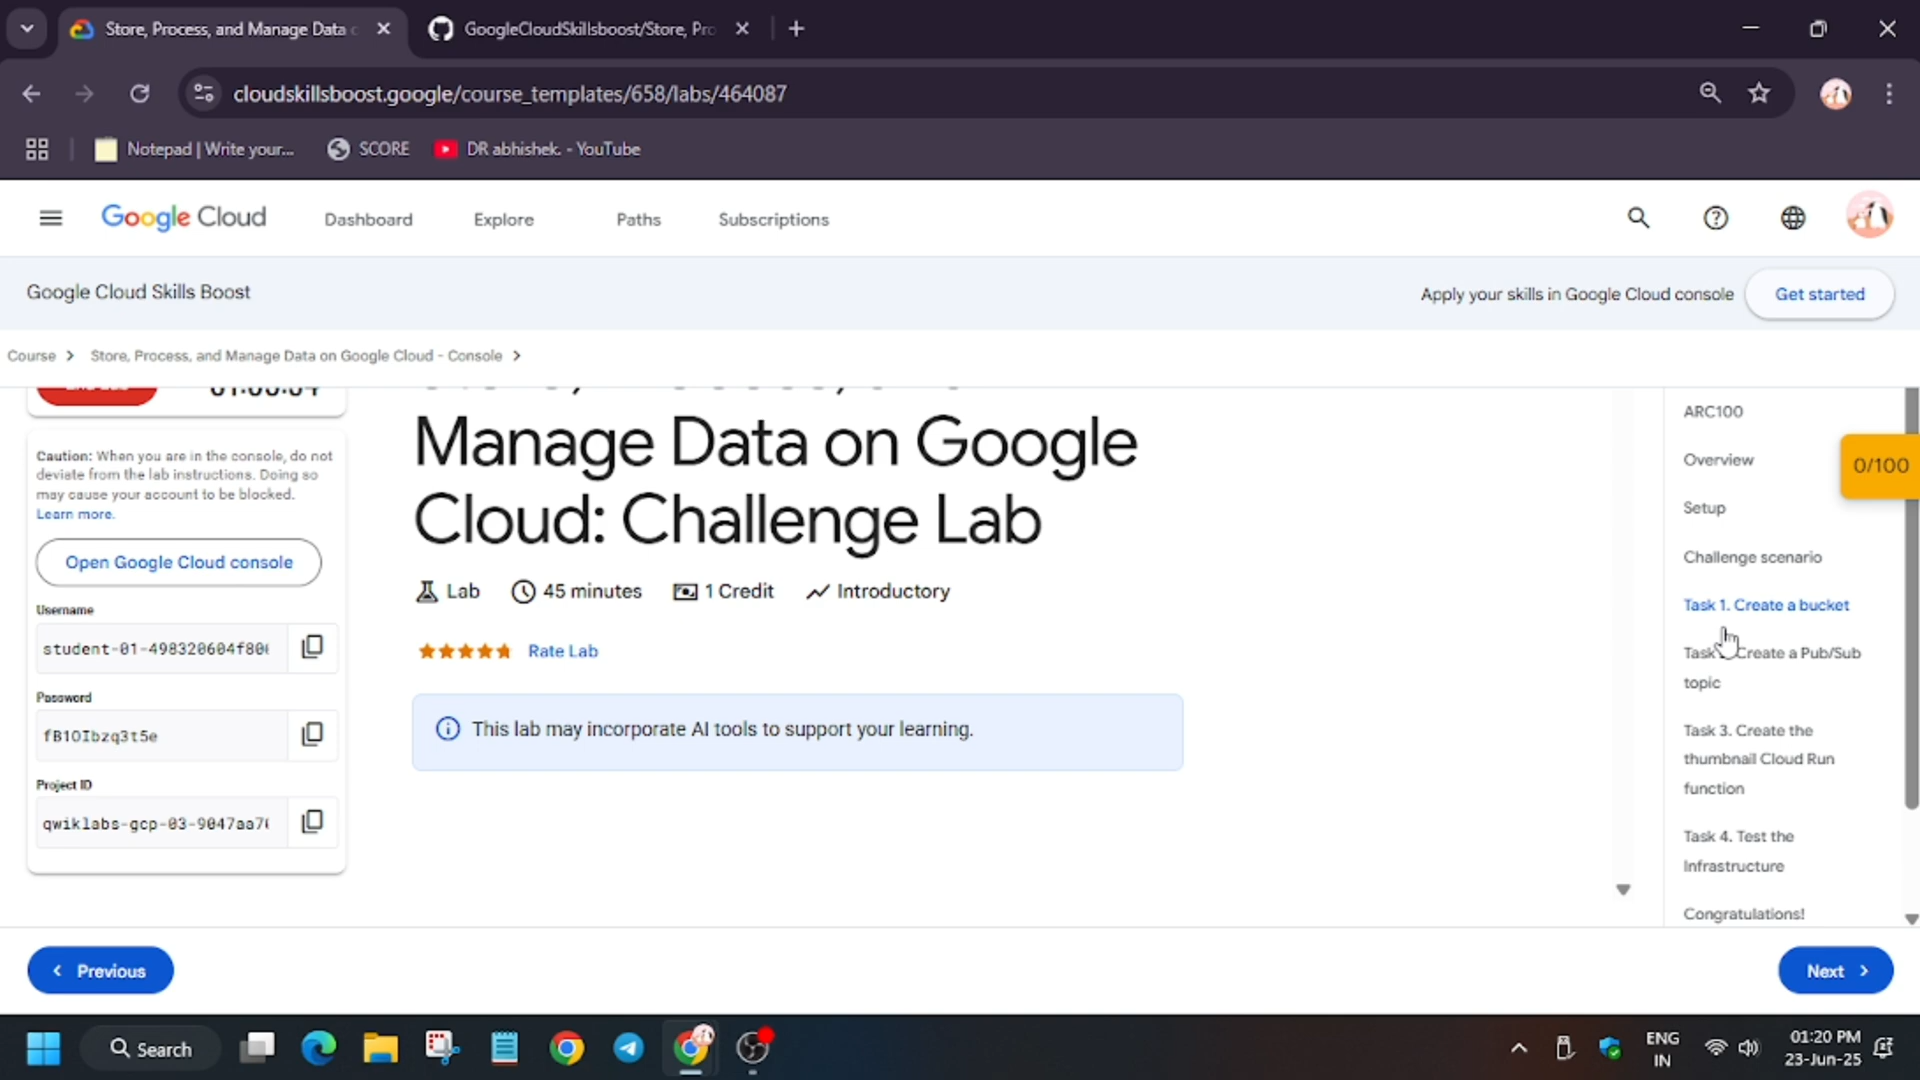 Store, Process, and Manage Data
GoogleCloudSkillsboost/Store, Pro
cloudskillsboost.google/course_templates/658/labs/464087
Notepad | Write your...
SCORE
DR abhishek. - YouTube
Google Cloud
Dashboard
Explore
Paths
Subscriptions
Google Cloud Skills Boost
Apply your skills in Google Cloud console
Get started
Course
Store, Process, and Manage Data on Google Cloud - Console
Caution: When you are in the console, do not
deviate from the lab instructions. Doing so
may cause your account to be blocked.
Learn more.
Open Google Cloud console
Username
student-01-498320604f80
Password
fB1OIbzq3t5e
Project ID
qwiklabs-gcp-03-9047aa7
Manage Data on Google
Cloud: Challenge Lab
Lab
45 minutes
1 Credit
Introductory
Rate Lab
This lab may incorporate AI tools to support your learning.
ARC100
Overview
0/100
Setup
Challenge scenario
Task 1. Create a bucket
Task Create a Pub/Sub
topic
Task 3. Create the
thumbnail Cloud Run
function
Task 4. Test the
Infrastructure
Congratulations!
Previous
Next
Search
ENG
IN
01:20 PM
23-Jun-25